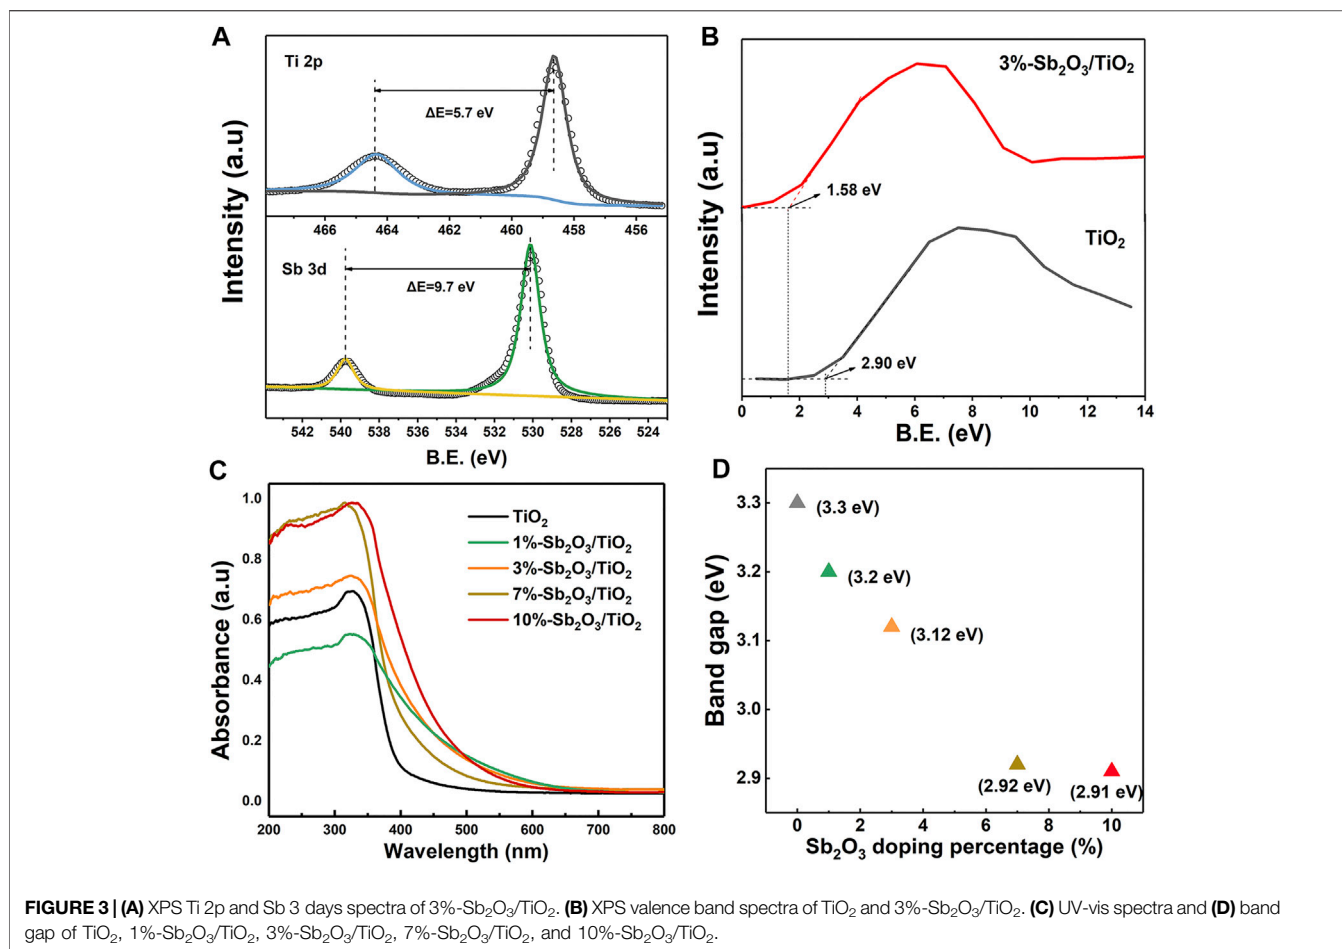 A
Ti 2p
ΔE=5.7 eV
466 464 462 460 458 456
Sb 3d
ΔE=9.7 eV
542 540 538 536 534 532 530 528 526 524
B.E. (eV)
Intensity (a.u)
B
3%-Sb₂O₃/TiO₂
1.58 eV
TiO₂
2.90 eV
0 2 4 6 8 10 12 14
B.E. (eV)
Intensity (a.u)
C
1.0
0.8
0.6
0.4
0.2
0.0
TiO₂
1%-Sb₂O₃/TiO₂
3%-Sb₂O₃/TiO₂
7%-Sb₂O₃/TiO₂
10%-Sb₂O₃/TiO₂
200 300 400 500 600 700 800
Wavelength (nm)
Absorbance (a.u)
D
3.3
3.2
3.1
3.0
2.9
(3.3 eV)
(3.2 eV)
(3.12 eV)
(2.92 eV)
(2.91 eV)
0 2 4 6 8 10
Sb₂O₃ doping percentage (%)
Band gap (eV)
FIGURE 3 | (A) XPS Ti 2p and Sb 3 days spectra of 3%-Sb₂O₃/TiO₂. (B) XPS valence band spectra of TiO₂ and 3%-Sb₂O₃/TiO₂. (C) UV-vis spectra and (D) band
gap of TiO₂, 1%-Sb₂O₃/TiO₂, 3%-Sb₂O₃/TiO₂, 7%-Sb₂O₃/TiO₂, and 10%-Sb₂O₃/TiO₂.